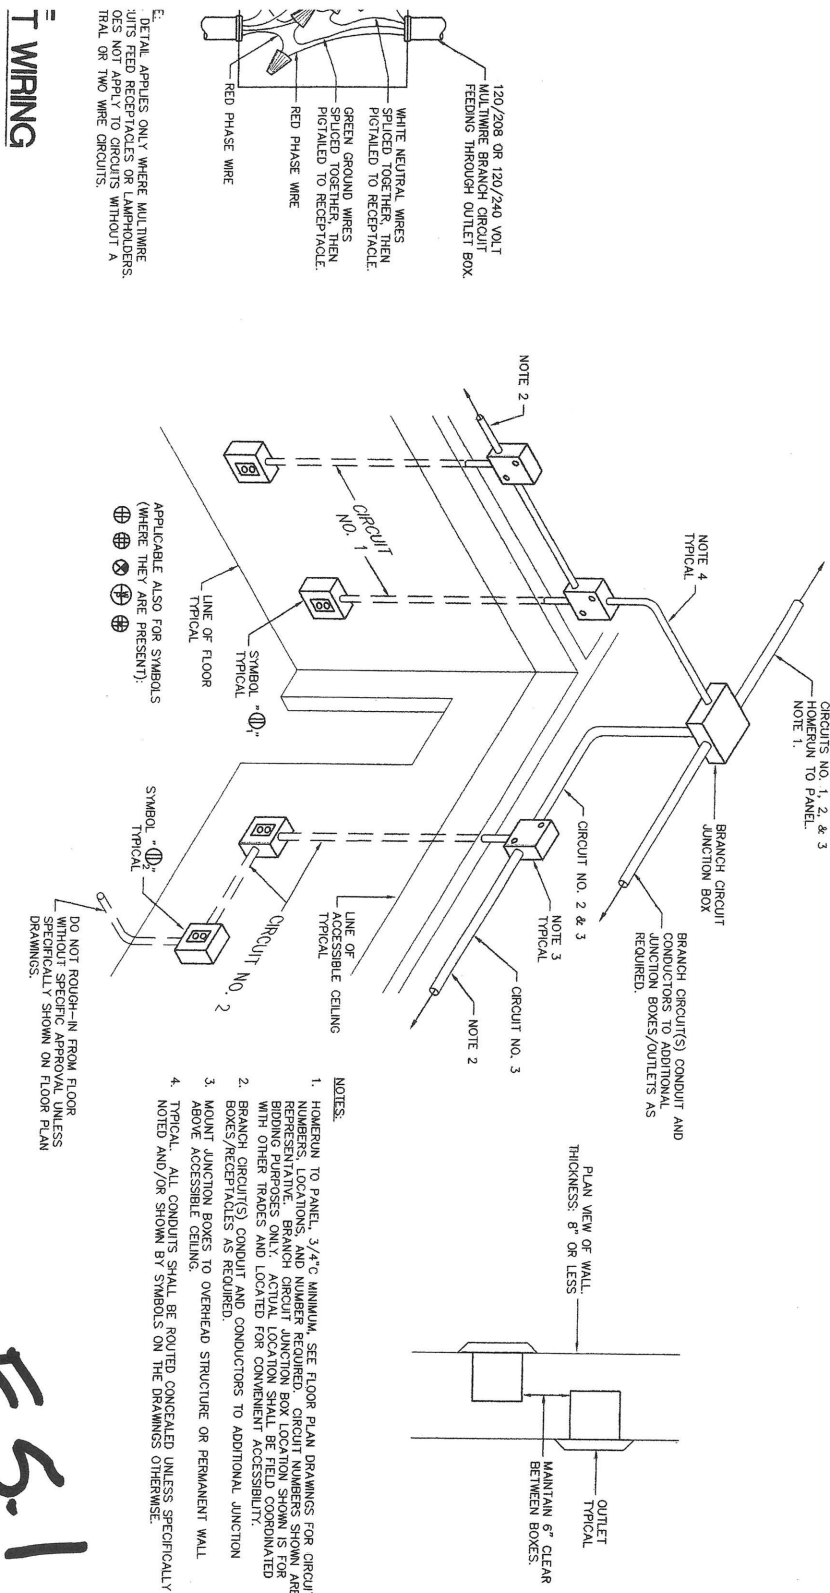 120/208 OR 120/240 VOLT
MULTIWIRE BRANCH CIRCUIT
FEEDING THROUGH OUTLET BOX.
WHITE NEUTRAL WIRES
SPLICED TOGETHER, THEN
PIGTAILED TO RECEPTACLE.
GREEN GROUND WIRES
SPLICED TOGETHER, THEN
PIGTAILED TO RECEPTACLE.
RED PHASE WIRE
RED PHASE WIRE
E:
DETAIL APPLIES ONLY WHERE MULTIWIRE
UITS FEED RECEPTACLES OR LAMPHOLDERS.
OES NOT APPLY TO CIRCUITS WITHOUT A
TRAL OR TWO WIRE CIRCUITS.
T WIRING
CIRCUITS NO. 1, 2, & 3
HOMERUN TO PANEL.
NOTE 1.
BRANCH CIRCUIT
JUNCTION BOX
BRANCH CIRCUIT(S) CONDUIT AND
CONDUCTORS TO ADDITIONAL
JUNCTION BOXES/OUTLETS AS
REQUIRED.
NOTE 4
TYPICAL
NOTE 2
CIRCUIT NO. 2 & 3
NOTE 3
TYPICAL
CIRCUIT NO. 3
NOTE 2
CIRCUIT
NO. 1
LINE OF
ACCESSIBLE CEILING
TYPICAL
CIRCUIT NO. 2
SYMBOL " 1"
TYPICAL
LINE OF FLOOR
TYPICAL
SYMBOL " 2"
TYPICAL
APPLICABLE ALSO FOR SYMBOLS
(WHERE THEY ARE PRESENT):
DO NOT ROUGH-IN FROM FLOOR
WITHOUT SPECIFIC APPROVAL UNLESS
SPECIFICALLY SHOWN ON FLOOR PLAN
DRAWINGS.
PLAN VIEW OF WALL.
THICKNESS: 8" OR LESS
OUTLET
TYPICAL
MAINTAIN 6" CLEAR
BETWEEN BOXES.
NOTES:
1. HOMERUN TO PANEL, 3/4"C MINIMUM, SEE FLOOR PLAN DRAWINGS FOR CIRCUI
NUMBERS, LOCATIONS, AND NUMBER REQUIRED. CIRCUIT NUMBERS SHOWN ARE
REPRESENTATIVE. BRANCH CIRCUIT JUNCTION BOX LOCATION SHOWN IS FOR
BIDDING PURPOSES ONLY. ACTUAL LOCATION SHALL BE FIELD COORDINATED
WITH OTHER TRADES AND LOCATED FOR CONVENIENT ACCESSIBILITY.
2. BRANCH CIRCUIT(S) CONDUIT AND CONDUCTORS TO ADDITIONAL JUNCTION
BOXES/RECEPTACLES AS REQUIRED.
3. MOUNT JUNCTION BOXES TO OVERHEAD STRUCTURE OR PERMANENT WALL
ABOVE ACCESSIBLE CEILING.
4. TYPICAL. ALL CONDUITS SHALL BE ROUTED CONCEALED UNLESS SPECIFICALLY
NOTED AND/OR SHOWN BY SYMBOLS ON THE DRAWINGS OTHERWISE.